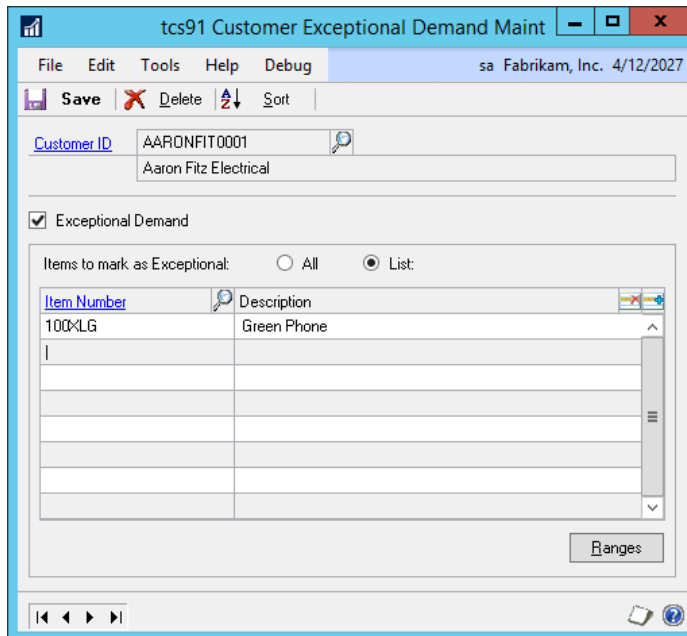 tcs91 Customer Exceptional Demand Maint
File Edit Tools Help Debug sa Fabrikam, Inc. 4/12/2027
Save Delete Sort
Customer ID AARONFIT0001
Aaron Fitz Electrical
Exceptional Demand
Items to mark as Exceptional: All List:
Item Number Description
100XLG Green Phone
Ranges